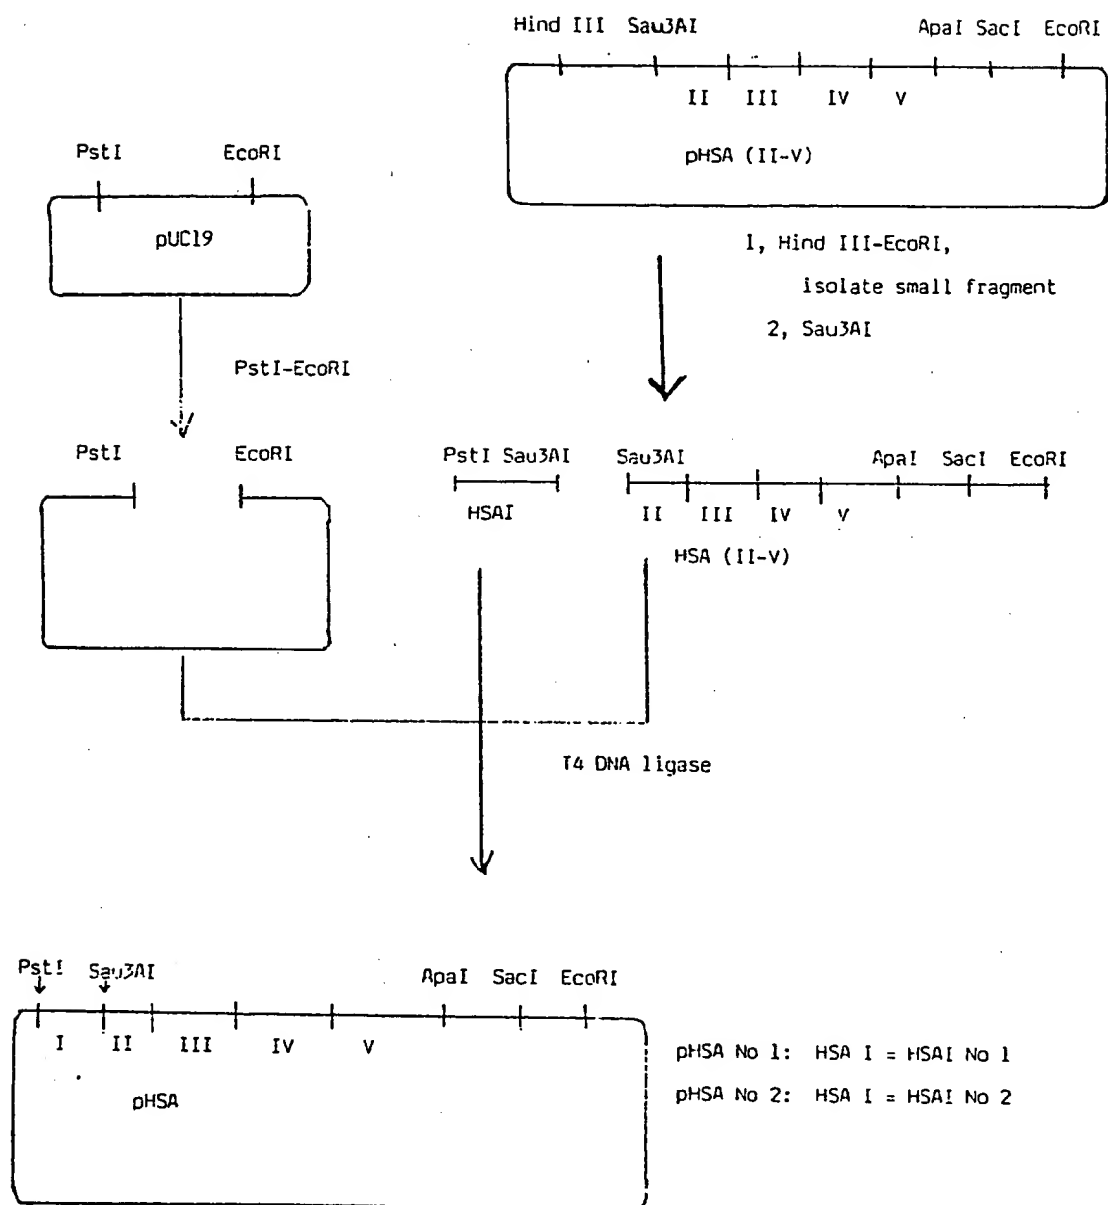 Hind III Sau3AI ApaI SacI EcoRI
II III IV V
pHSA (II-V)
PstI EcoRI
pUC19
1, Hind III-EcoRI,
isolate small fragment
2, Sau3AI
PstI-EcoRI
PstI EcoRI
PstI Sau3AI
HSAI
Sau3AI ApaI SacI EcoRI
II III IV V
HSA (II-V)
T4 DNA ligase
PstI Sau3AI ApaI SacI EcoRI
I II III IV V
pHSA
pHSA No 1: HSA I = HSAI No 1
pHSA No 2: HSA I = HSAI No 2